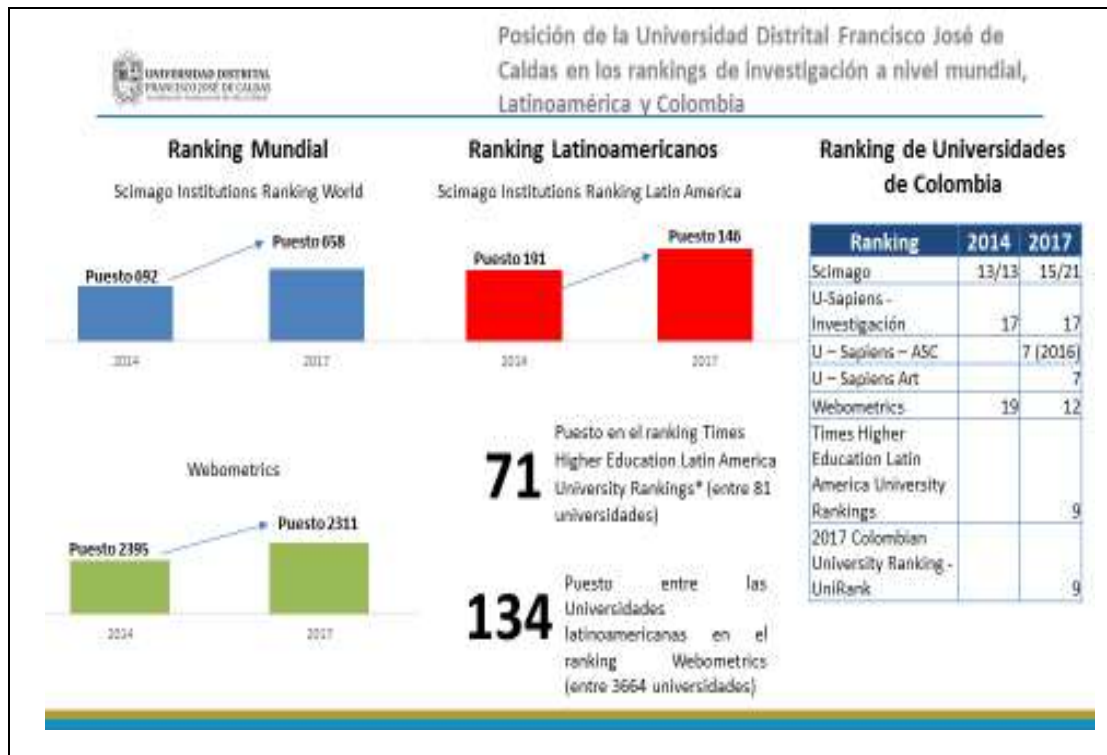 UNIVERSIDAD DISTRITAL
FRANCISCO JOSÉ DE CALDAS
Posición de la Universidad Distrital Francisco José de
Caldas en los rankings de investigación a nivel mundial,
Latinoamérica y Colombia
Ranking Mundial
Scimago Institutions Ranking World
Puesto 692
Puesto 658
2014
2017
Webometrics
Puesto 2395
Puesto 2311
2014
2017
Ranking Latinoamericanos
Scimago Institutions Ranking Latin America
Puesto 191
Puesto 146
2014
2017
71
Puesto en el ranking Times
Higher Education Latin America
University Rankings* (entre 81
universidades)
134
Puesto entre las
Universidades
latinoamericanas en el
ranking Webometrics
(entre 3664 universidades)
Ranking de Universidades
de Colombia
Ranking 2014 2017
Scimago 13/13 15/21
U-Sapiens -
Investigación 17 17
U – Sapiens – ASC 7 (2016)
U – Sapiens Art 7
Webometrics 19 12
Times Higher
Education Latin
America University
Rankings 9
2017 Colombian
University Ranking -
UniRank 9